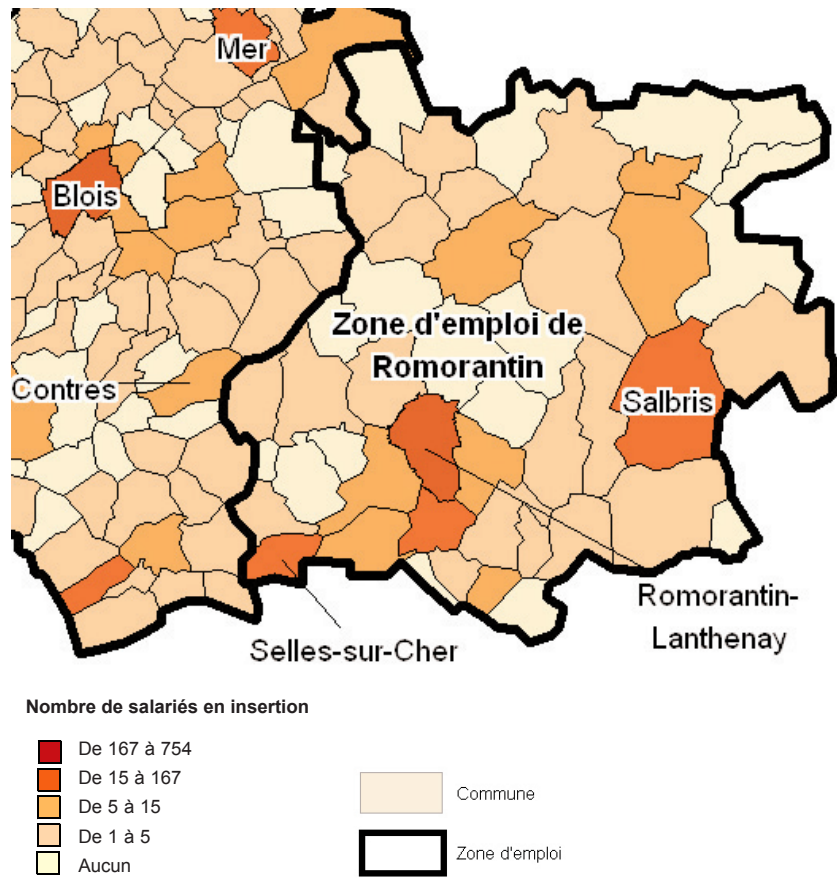 Mer
Blois
Zone d'emploi de
Romorantin
Contres
Salbris
Romorantin-
Lanthenay
Selles-sur-Cher
Nombre de salariés en insertion
De 167 à 754
De 15 à 167
De 5 à 15
De 1 à 5
Aucun
Commune
Zone d'emploi